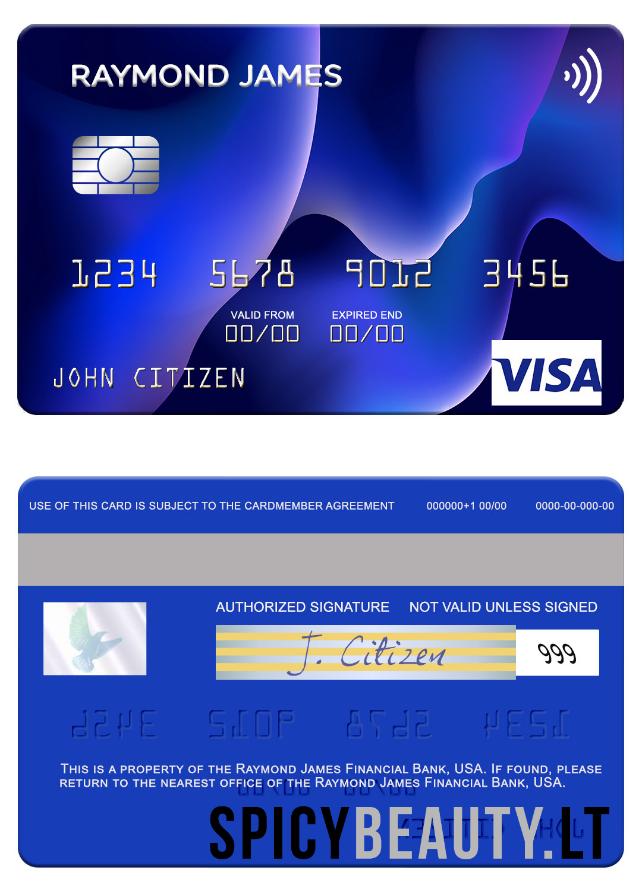 RAYMOND JAMES
1234 5678 9012 3456
VALID FROM EXPIRED END
00/00 00/00
JOHN CITIZEN
VISA
USE OF THIS CARD IS SUBJECT TO THE CARDMEMBER AGREEMENT 000000+1 00/00 0000-00-000-00
AUTHORIZED SIGNATURE NOT VALID UNLESS SIGNED
J. Citizen 999
THIS IS A PROPERTY OF THE RAYMOND JAMES FINANCIAL BANK, USA. IF FOUND, PLEASE
RETURN TO THE NEAREST OFFICE OF THE RAYMOND JAMES FINANCIAL BANK, USA.
SPICYBEAUTY.LT